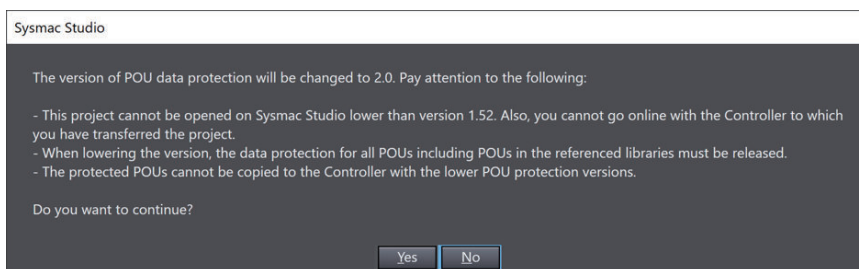 Sysmac Studio
The version of POU data protection will be changed to 2.0. Pay attention to the following:
- This project cannot be opened on Sysmac Studio lower than version 1.52. Also, you cannot go online with the Controller to which
you have transferred the project.
- When lowering the version, the data protection for all POUs including POUs in the referenced libraries must be released.
- The protected POUs cannot be copied to the Controller with the lower POU protection versions.
Do you want to continue?
Yes No